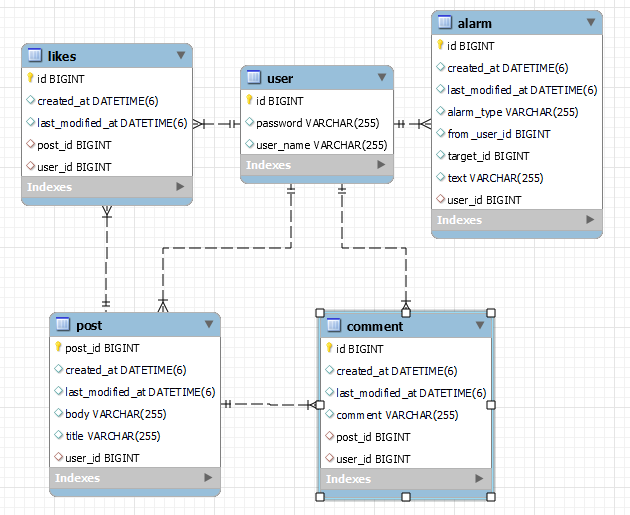 likes
id BIGINT
created_at DATETIME(6)
last_modified_at DATETIME(6)
post_id BIGINT
user_id BIGINT
Indexes
user
id BIGINT
password VARCHAR(255)
user_name VARCHAR(255)
Indexes
alarm
id BIGINT
created_at DATETIME(6)
last_modified_at DATETIME(6)
alarm_type VARCHAR(255)
from_user_id BIGINT
target_id BIGINT
text VARCHAR(255)
user_id BIGINT
Indexes
post
post_id BIGINT
created_at DATETIME(6)
last_modified_at DATETIME(6)
body VARCHAR(255)
title VARCHAR(255)
user_id BIGINT
Indexes
comment
id BIGINT
created_at DATETIME(6)
last_modified_at DATETIME(6)
comment VARCHAR(255)
post_id BIGINT
user_id BIGINT
Indexes